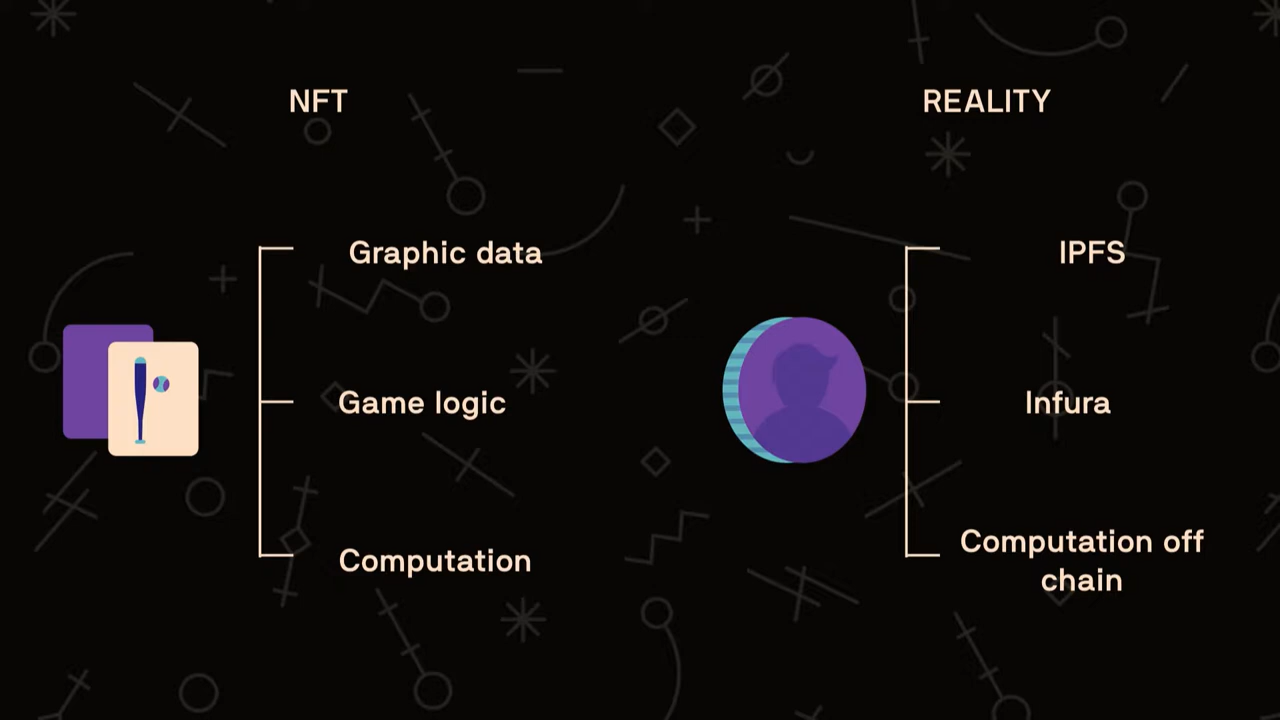 NFT
Graphic data
Game logic
Computation
REALITY
IPFS
Infura
Computation off
chain